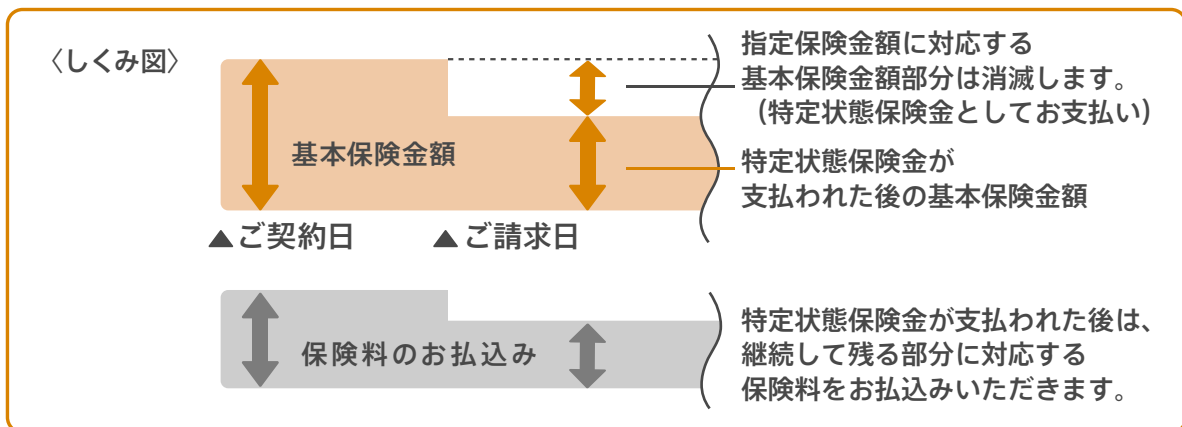 〈しくみ図〉
指定保険金額に対応する
基本保険金額部分は消滅します。
（特定状態保険金としてお支払い）
基本保険金額
特定状態保険金が
支払われた後の基本保険金額
▲ご契約日
▲ご請求日
保険料のお払込み
特定状態保険金が支払われた後は、
継続して残る部分に対応する
保険料をお払込みいただきます。